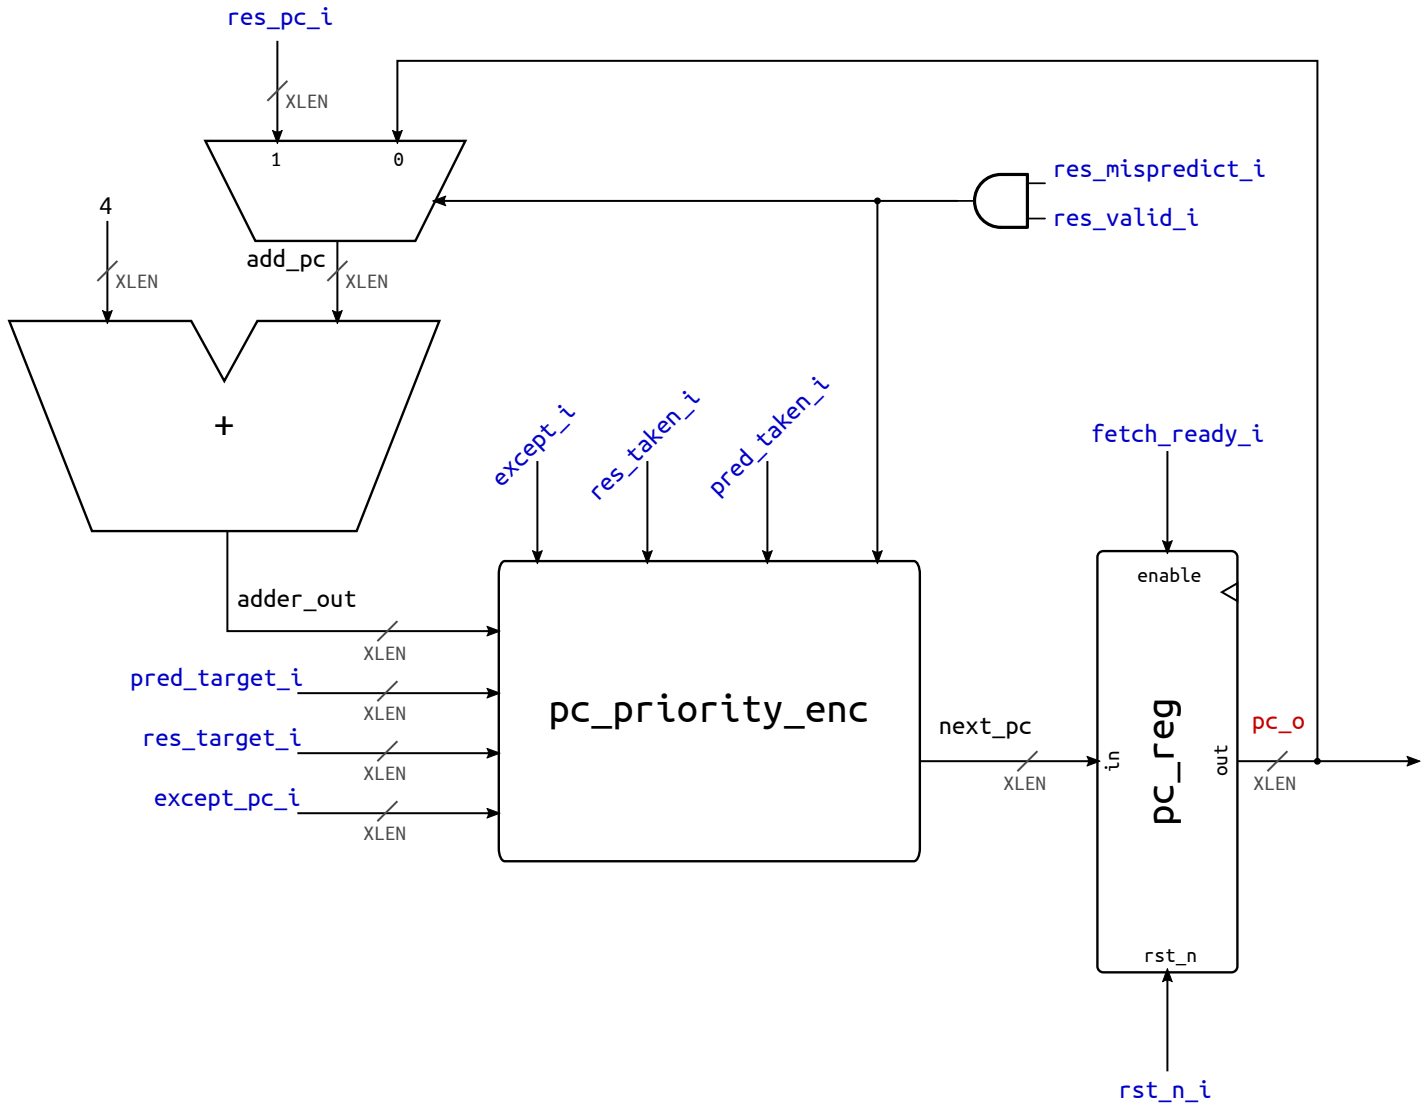 res_pc_i
XLEN
1
0
res_mispredict_i
res_valid_i
4
XLEN
add_pc
XLEN
+
except_i
res_taken_i
pred_taken_i
fetch_ready_i
enable
adder_out
XLEN
pred_target_i
XLEN
res_target_i
XLEN
except_pc_i
XLEN
pc_priority_enc
next_pc
XLEN
in
pc_reg
out
pc_o
XLEN
rst_n
rst_n_i